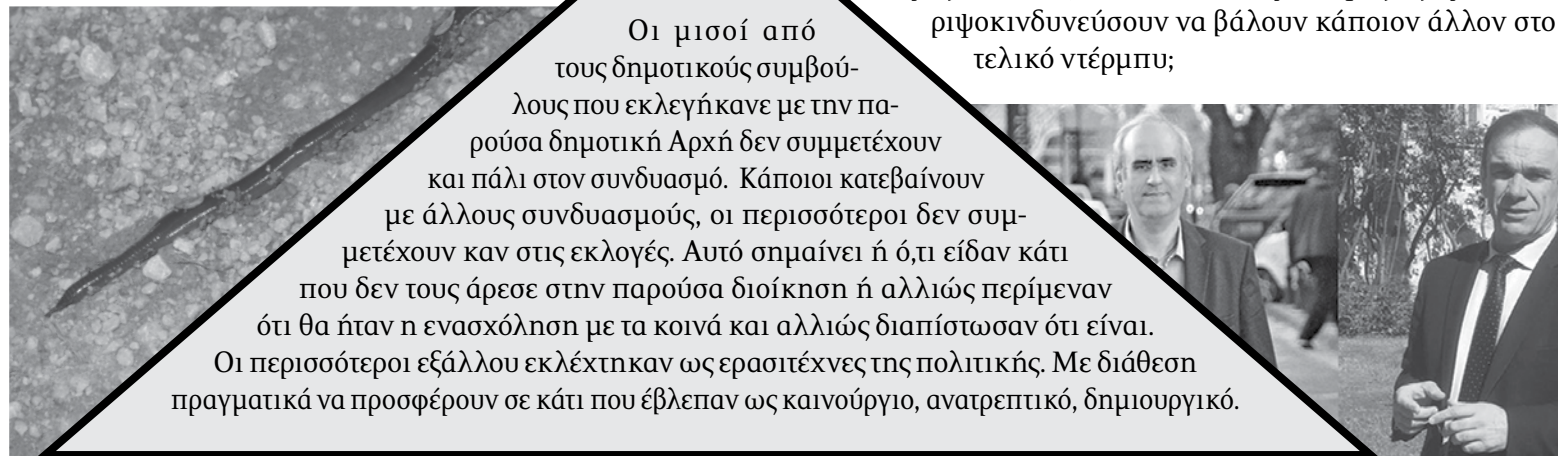 ριψοκινδυνεύσουν να βάλουν κάποιον άλλον στο
τελικό ντέρμπυ;
Οι μισοί από
τους δημοτικούς συμβού-
λους που εκλεγήκανε με την πα-
ρούσα δημοτική Αρχή δεν συμμετέχουν
και πάλι στον συνδυασμό. Κάποιοι κατεβαίνουν
με άλλους συνδυασμούς, οι περισσότεροι δεν συμ-
μετέχουν καν στις εκλογές. Αυτό σημαίνει ή ό,τι είδαν κάτι
που δεν τους άρεσε στην παρούσα διοίκηση ή αλλιώς περίμεναν
ότι θα ήταν η ενασχόληση με τα κοινά και αλλιώς διαπίστωσαν ότι είναι.
Οι περισσότεροι εξάλλου εκλέχτηκαν ως ερασιτέχνες της πολιτικής. Με διάθεση
πραγματικά να προσφέρουν σε κάτι που έβλεπαν ως καινούργιο, ανατρεπτικό, δημιουργικό.